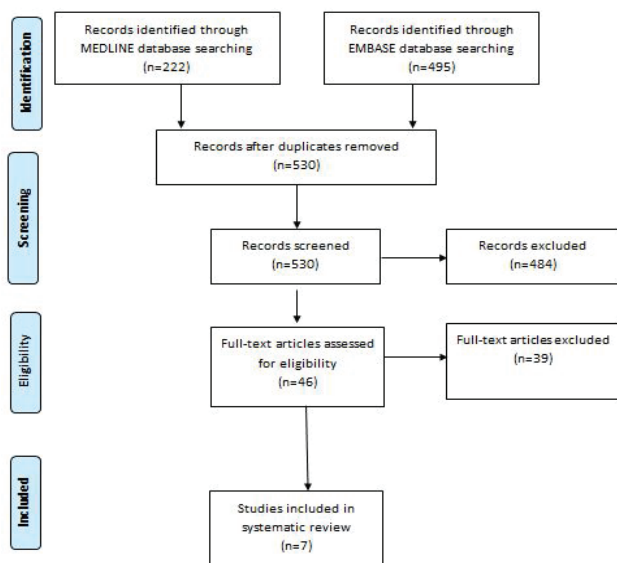 Identification
Records identified through
MEDLINE database searching
(n=222)
Records identified through
EMBASE database searching
(n=495)
Records after duplicates removed
(n=530)
Screening
Records screened
(n=530)
Records excluded
(n=484)
Eligibility
Full-text articles assessed
for eligibility
(n=46)
Full-text articles excluded
(n=39)
Included
Studies included in
systematic review
(n=7)